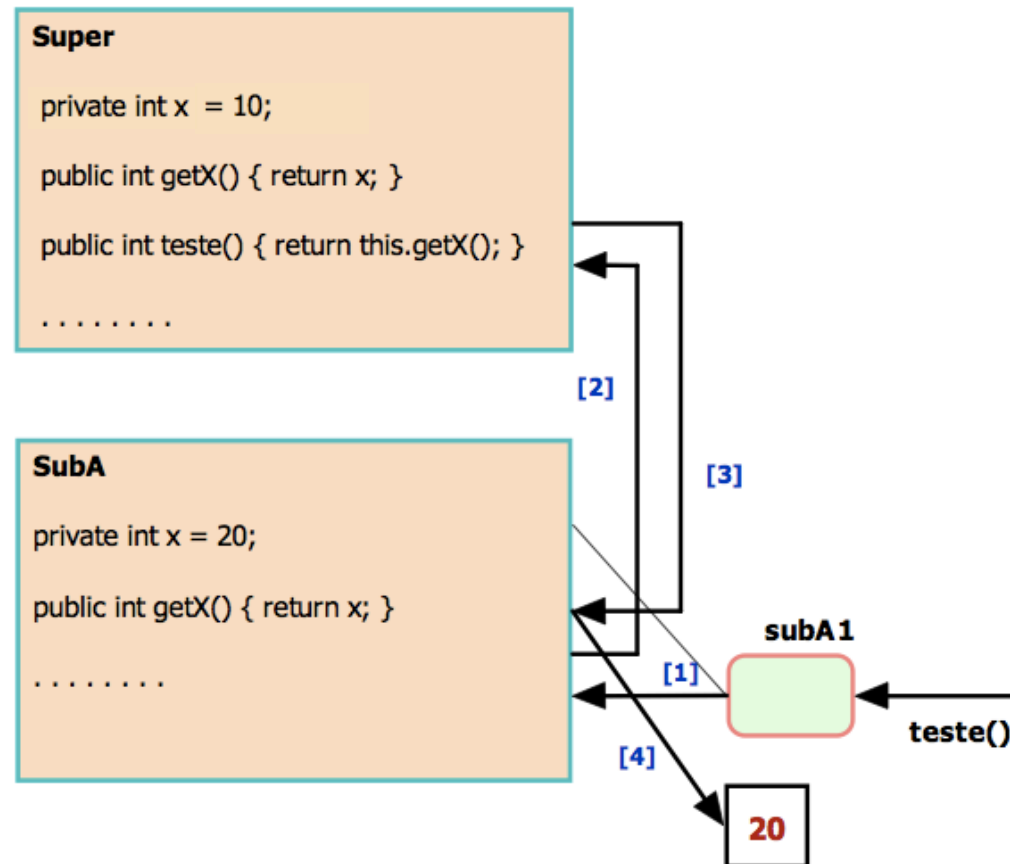 Super
private int x = 10;
public int getX() { return x; }
public int teste() { return this.getX(); }
. . . . . . . .
[2]
[3]
SubA
private int x = 20;
public int getX() { return x; }
. . . . . . . .
subA1
[1]
teste()
[4]
20